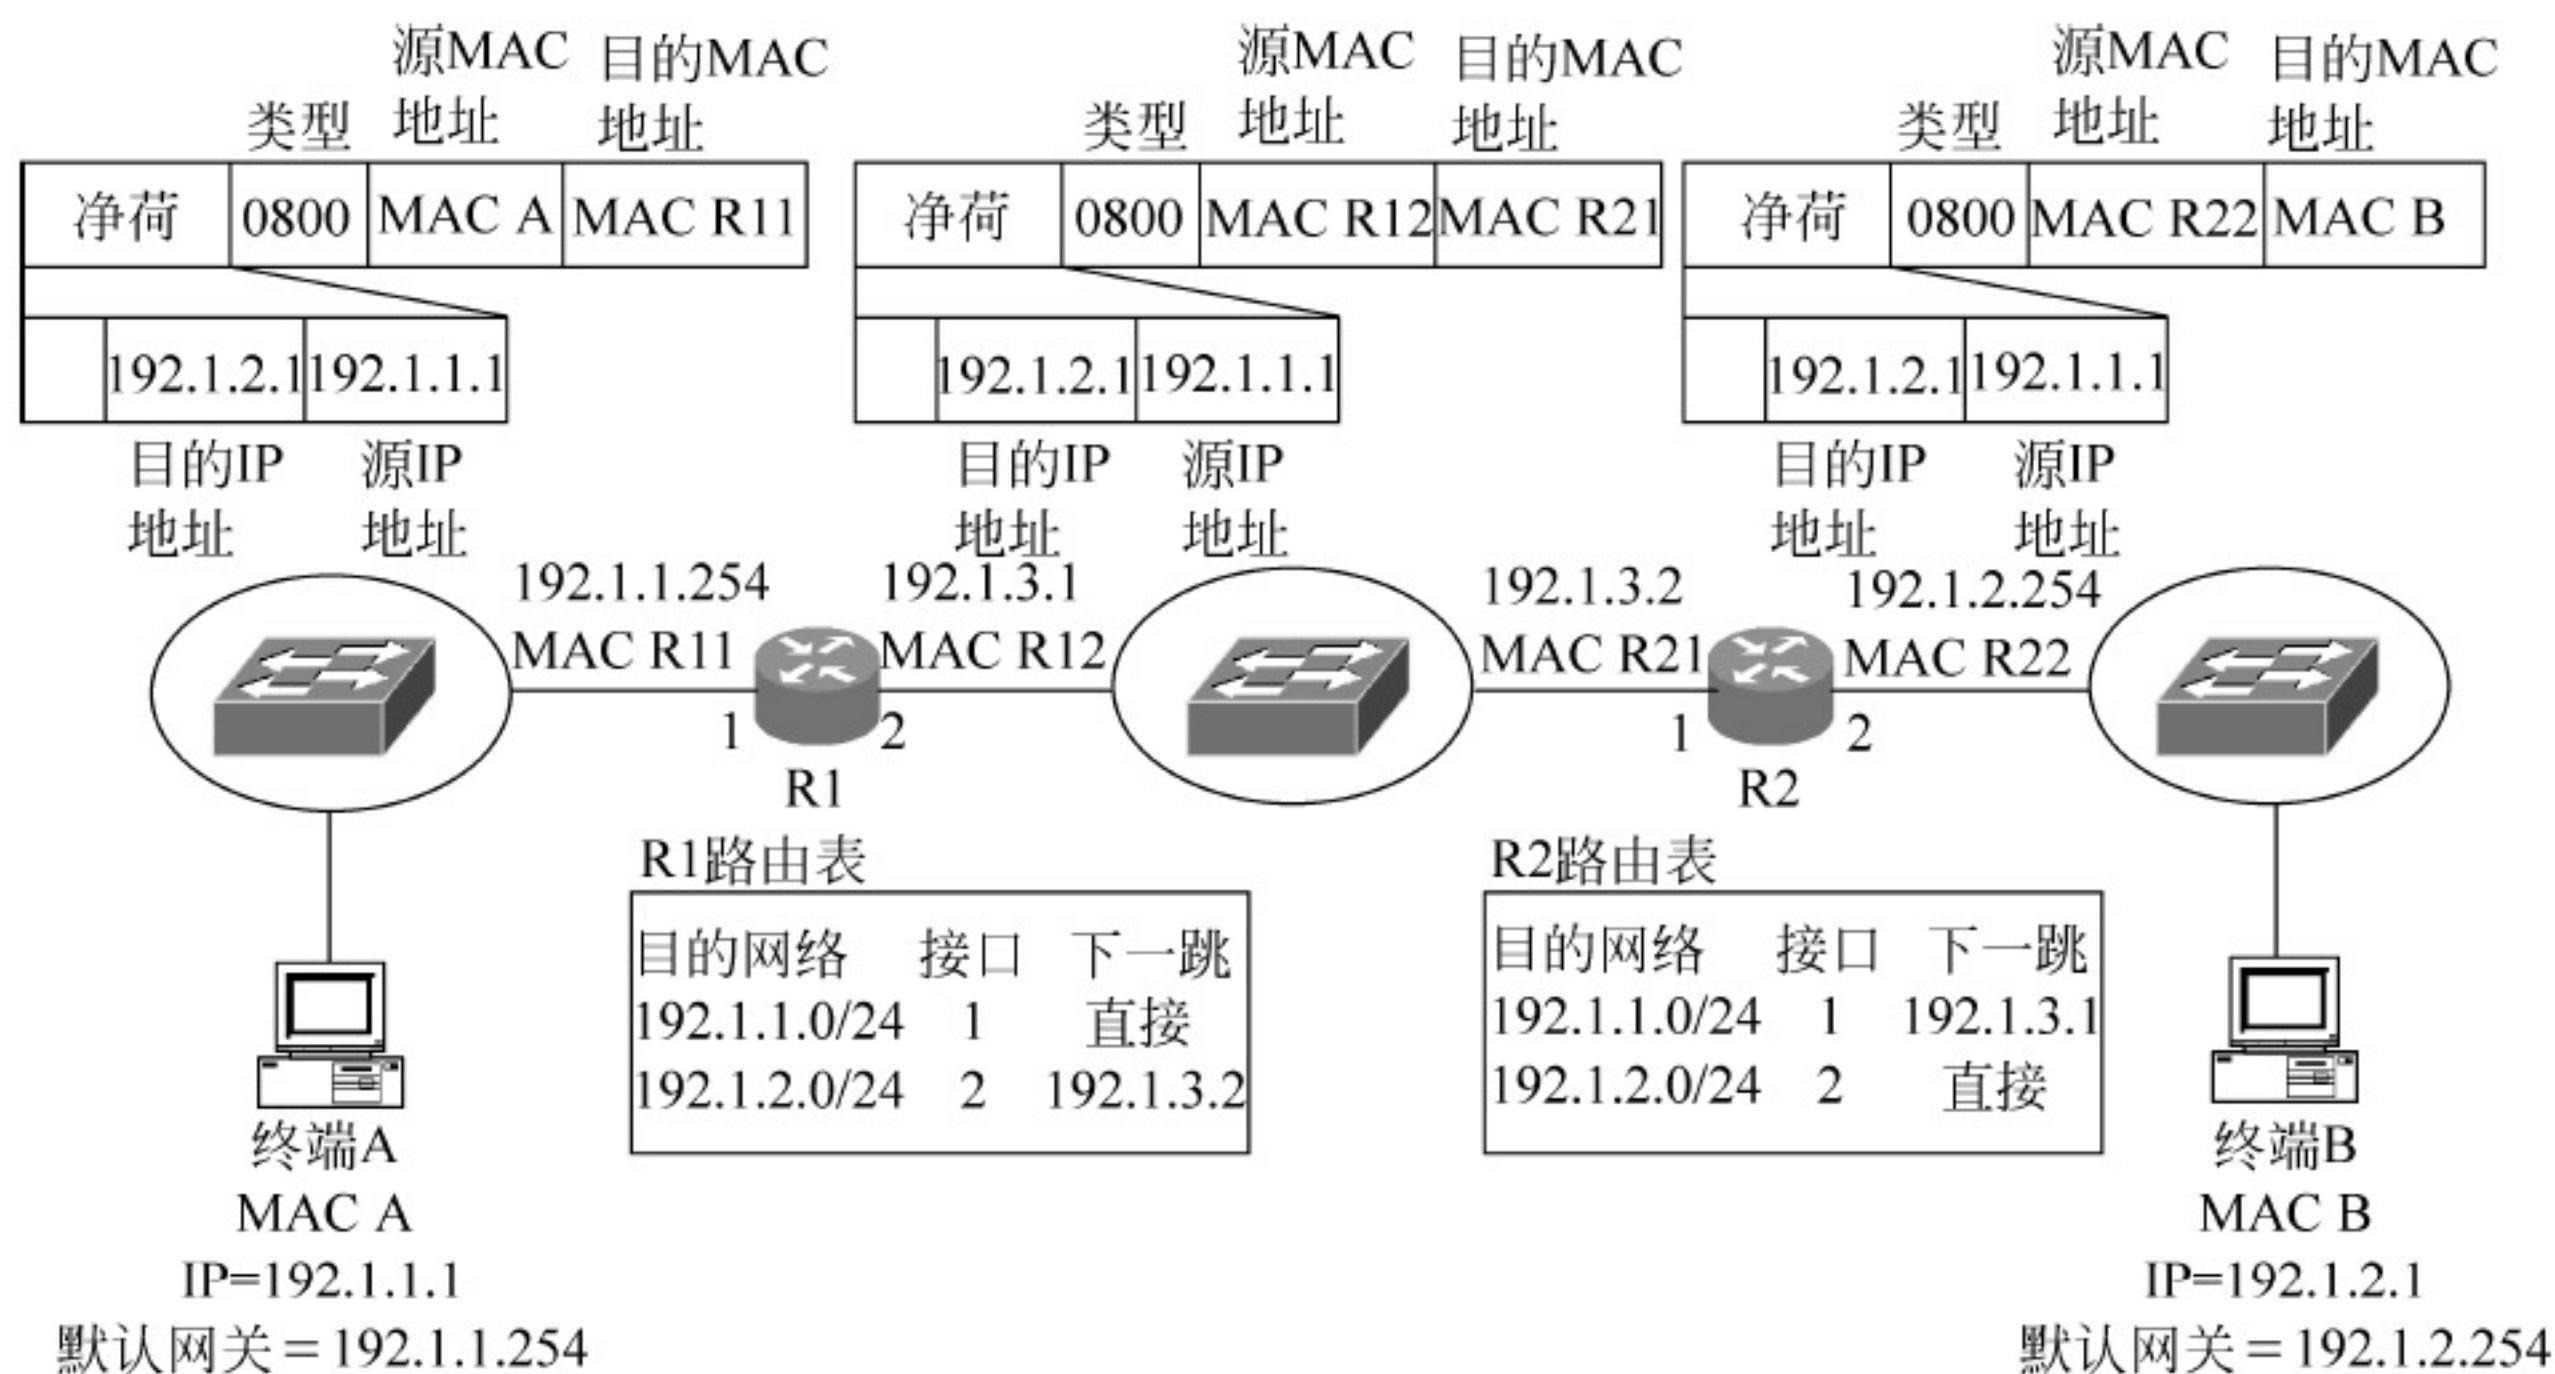 源MAC 目的MAC 源MAC 目的MAC 源MAC 目的MAC
类型 地址 地址 类型 地址 地址 类型 地址 地址
净荷 0800 MAC A MAC R11 净荷 0800 MAC R12 MAC R21 净荷 0800 MAC R22 MAC B
192.1.2.1 192.1.1.1 192.1.2.1 192.1.1.1 192.1.2.1 192.1.1.1
目的IP 源IP 目的IP 源IP 目的IP 源IP
地址 地址 地址 地址 地址 地址
192.1.1.254 192.1.3.1 192.1.3.2 192.1.2.254
MAC R11 MAC R12 MAC R21 MAC R22
1 2 1 2
R1 R2
R1路由表
目的网络 接口 下一跳
192.1.1.0/24 1 直接
192.1.2.0/24 2 192.1.3.2
R2路由表
目的网络 接口 下一跳
192.1.1.0/24 1 192.1.3.1
192.1.2.0/24 2 直接
终端A
MAC A
IP=192.1.1.1
默认网关=192.1.1.254
终端B
MAC B
IP=192.1.2.1
默认网关=192.1.2.254